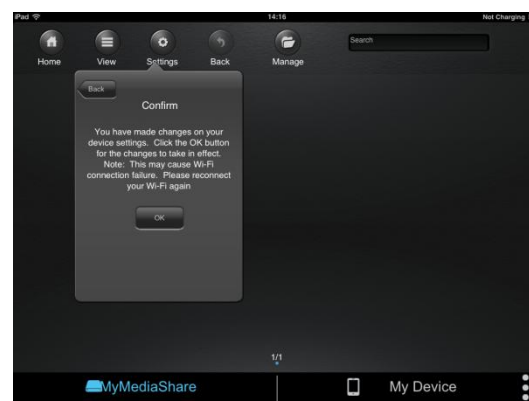 iPad 14:16 Not Charging
Home View Settings Back Manage Search
Back
Confirm
You have made changes on your
device settings. Click the OK button
for the changes to take in effect.
Note: This may cause Wi-Fi
connection failure. Please reconnect
your Wi-Fi again
OK
1/1
MyMediaShare My Device